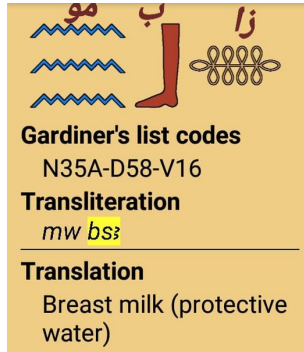 مو ب زا
Gardiner's list codes
N35A-D58-V16
Transliteration
mw bsꜣ
Translation
Breast milk (protective
water)